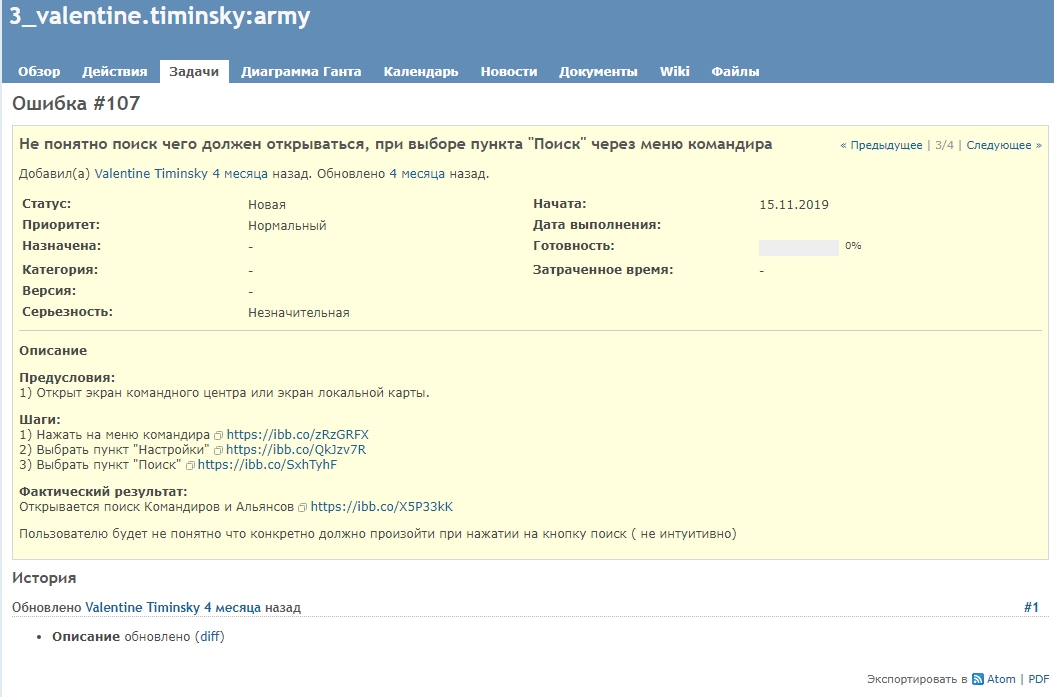 3_valentine.timinsky:army
Обзор Действия Задачи Диаграмма Ганта Календарь Новости Документы Wiki Файлы
Ошибка #107
Не понятно поиск чего должен открываться, при выборе пункта "Поиск" через меню командира
« Предыдущее | 3/4 | Следующее »
Добавил(а) Valentine Timinsky 4 месяца назад. Обновлено 4 месяца назад.
Статус: Новая Начата: 15.11.2019
Приоритет: Нормальный Дата выполнения:
Назначена: - Готовность: 0%
Категория: - Затраченное время: -
Версия: -
Серьезность: Незначительная
Описание
Предусловия:
1) Открыт экран командного центра или экран локальной карты.
Шаги:
1) Нажать на меню командира https://ibb.co/zRzGRFX
2) Выбрать пункт "Настройки" https://ibb.co/QkJzv7R
3) Выбрать пункт "Поиск" https://ibb.co/SxhTyhF
Фактический результат:
Открывается поиск Командиров и Альянсов https://ibb.co/X5P33kK
Пользователю будет не понятно что конкретно должно произойти при нажатии на кнопку поиск ( не интуитивно)
История
Обновлено Valentine Timinsky 4 месяца назад #1
• Описание обновлено (diff)
Экспортировать в Atom | PDF